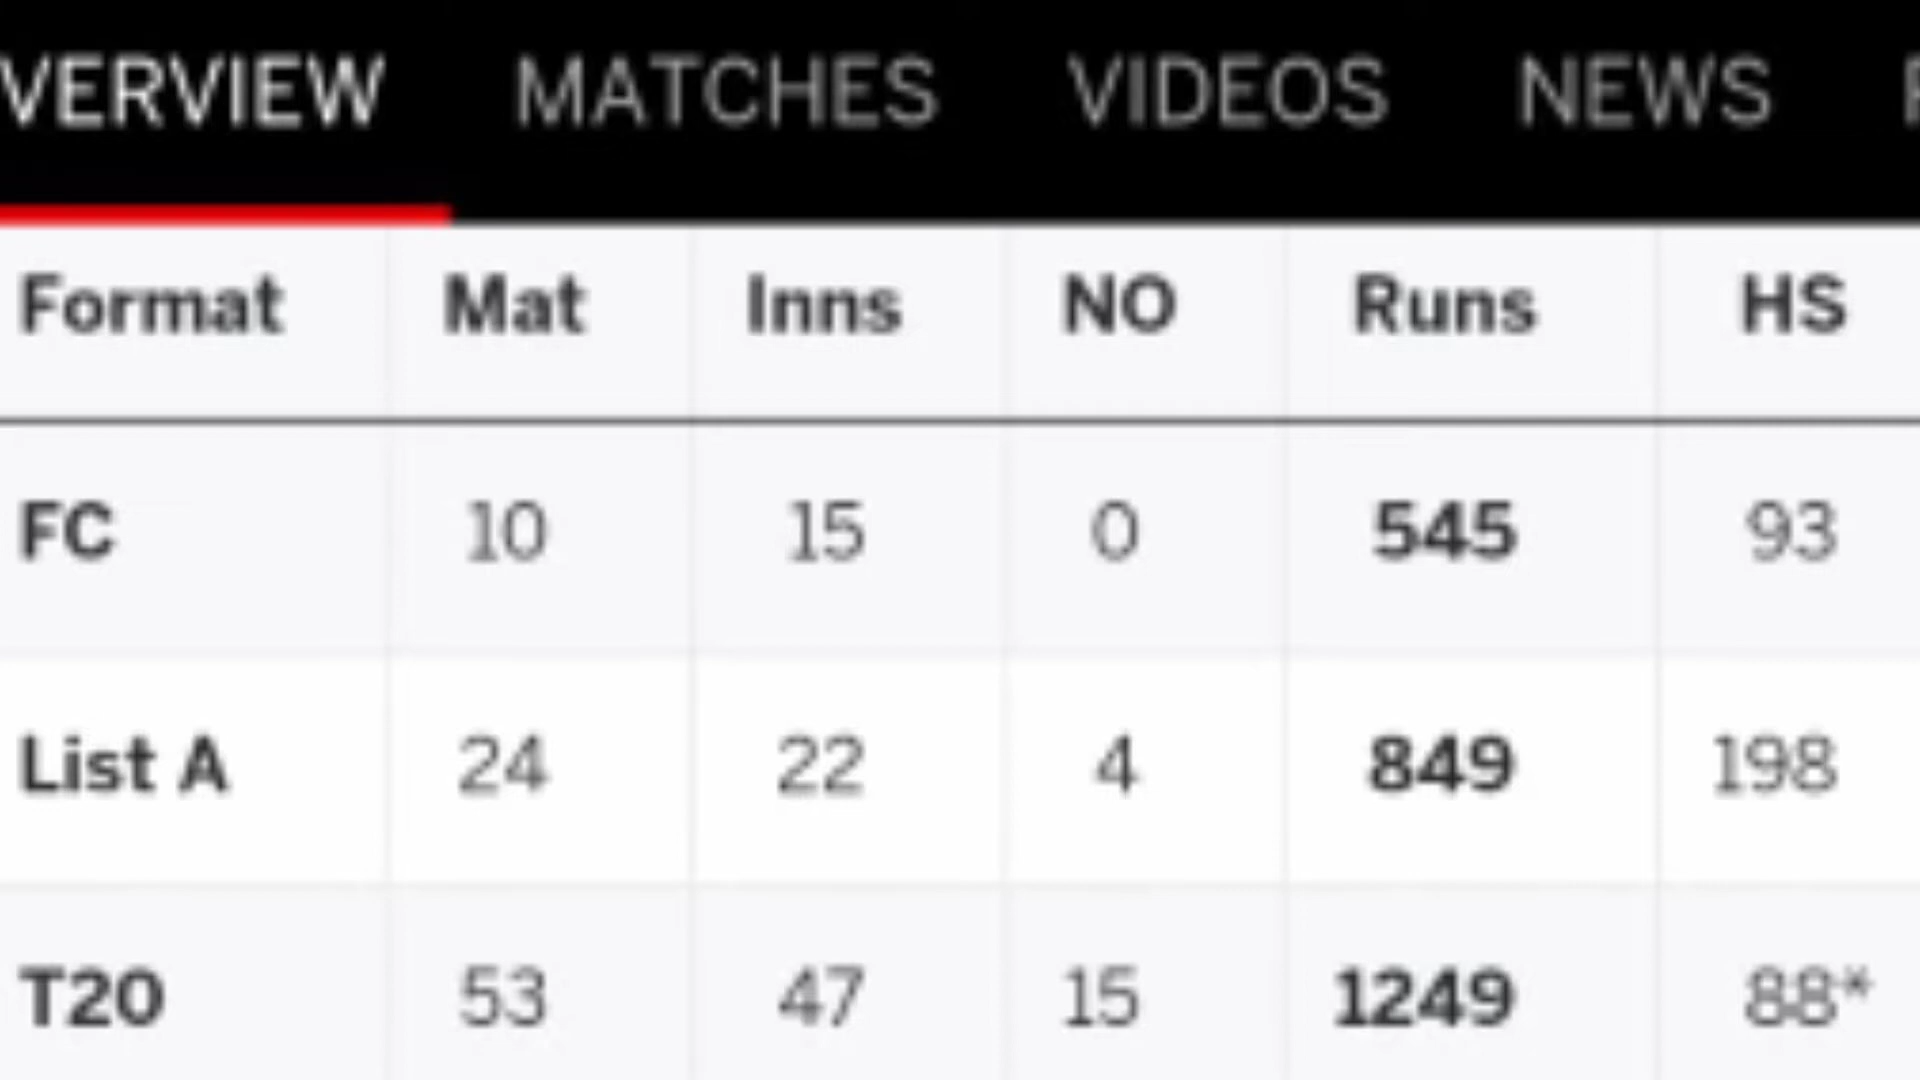 VERVIEW MATCHES VIDEOS NEWS
Format Mat Inns NO Runs HS
FC 10 15 0 545 93
List A 24 22 4 849 198
T20 53 47 15 1249 88*